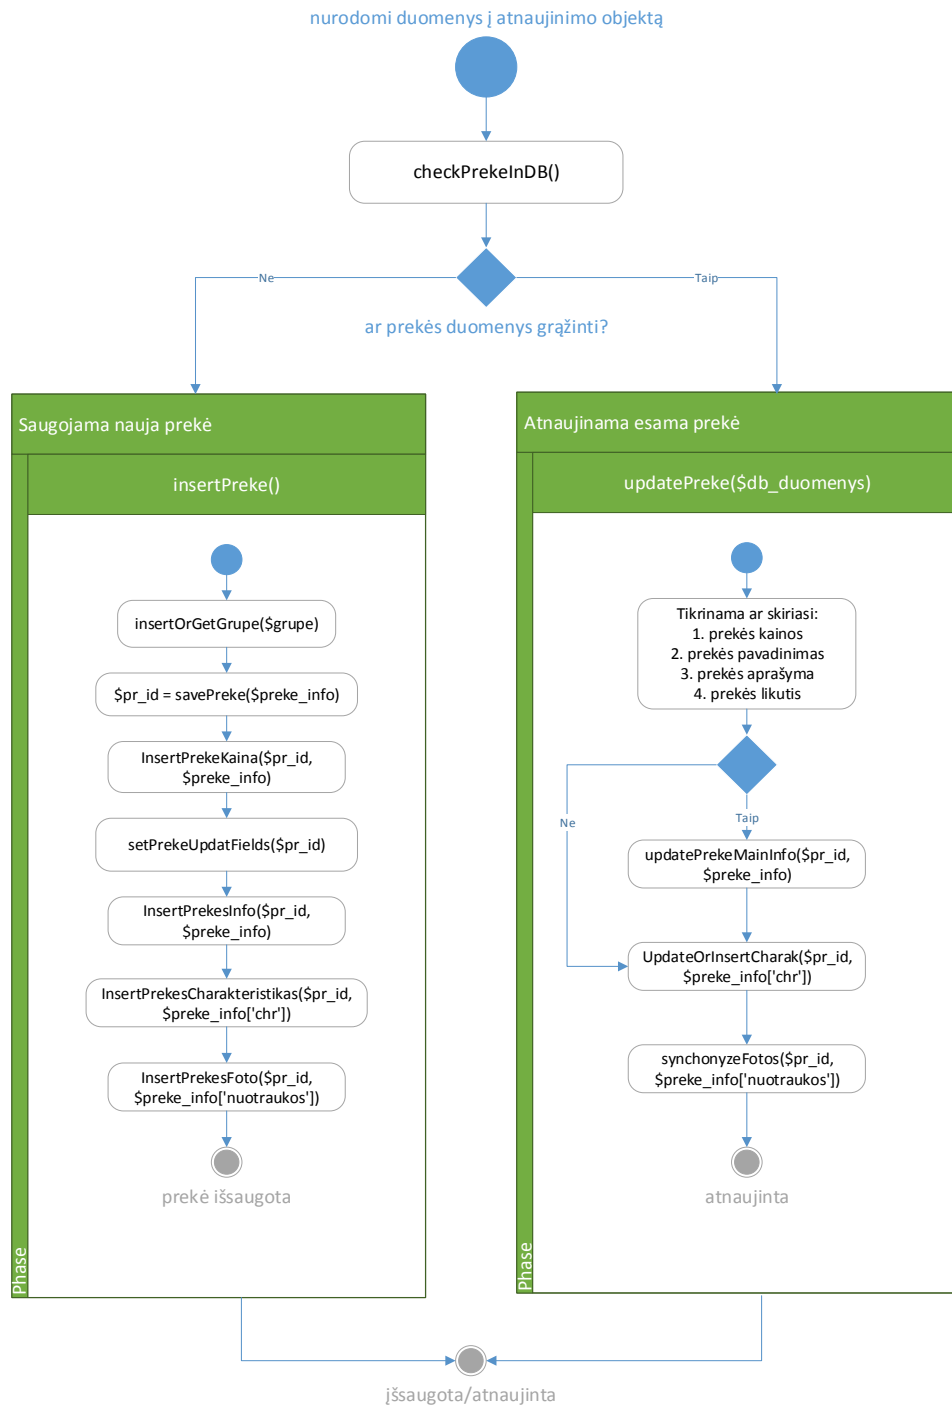 nurodomi duomenys į atnaujinimo objektą
checkPrekeInDB()
Ne
Taip
ar prekės duomenys grąžinti?
Saugojama nauja prekė
insertPreke()
insertOrGetGrupe($grupe)
$pr_id = savePreke($preke_info)
InsertPrekeKaina($pr_id,
$preke_info)
setPrekeUpdatFields($pr_id)
InsertPrekesInfo($pr_id,
$preke_info)
InsertPrekesCharakteristikas($pr_id,
$preke_info['chr'])
InsertPrekesFoto($pr_id,
$preke_info['nuotraukos'])
prekė išsaugota
Phase
Atnaujinama esama prekė
updatePreke($db_duomenys)
Tikrinama ar skiriasi:
1. prekės kainos
2. prekės pavadinimas
3. prekės aprašyma
4. prekės likutis
Ne
Taip
updatePrekeMainInfo($pr_id,
$preke_info)
UpdateOrInsertCharak($pr_id,
$preke_info['chr'])
synchonyzeFotos($pr_id,
$preke_info['nuotraukos'])
atnaujinta
Phase
įšsaugota/atnaujinta